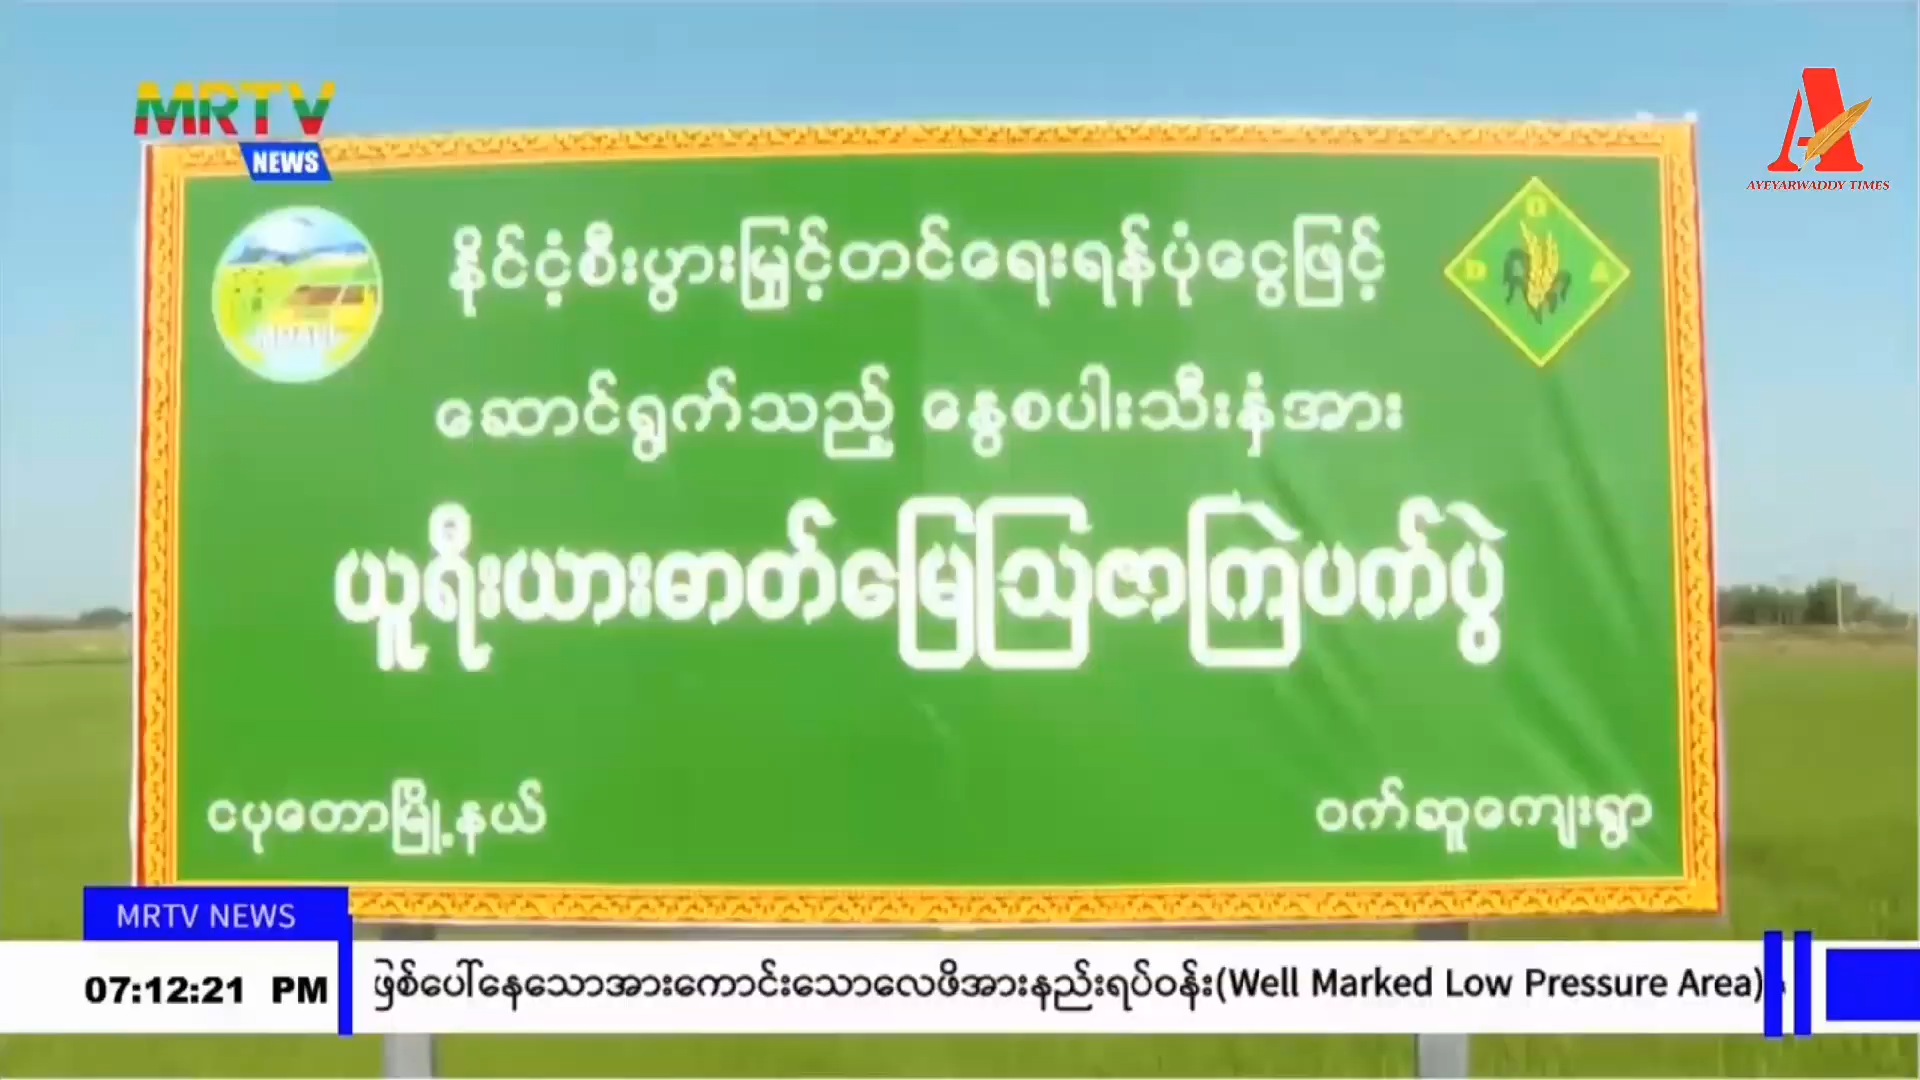 MRTV
NEWS
AYEYARWADDY TIMES
နိုင်ငံ့စီးပွားမြှင့်တင်ရေးရန်ပုံငွေဖြင့်
ဆောင်ရွက်သည့် နွေစပါးသီးနှံအား
ယူရီးယားဓာတ်မြေဩဇာကြဲပက်ပွဲ
ငပုတောမြို့နယ်
ဝက်ဆူကျေးရွာ
MRTV NEWS
07:12:21 PM
ဖြစ်ပေါ်နေသောအားကောင်းသောလေဖိအားနည်းရပ်ဝန်း(Well Marked Low Pressure Area)